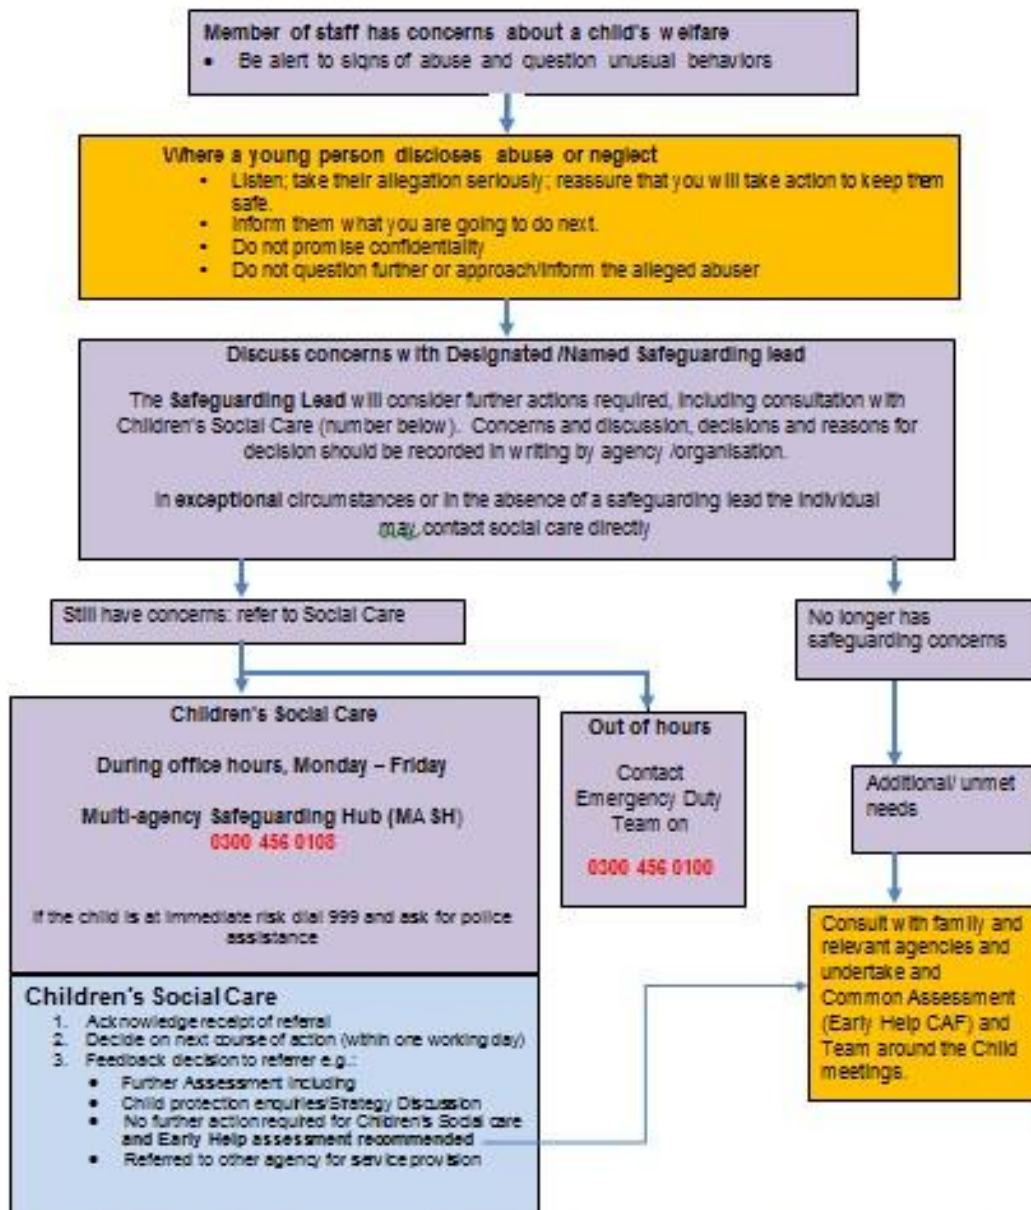 Member of staff has concerns about a child's welfare
• Be alert to signs of abuse and question unusual behaviors
Where a young person discloses abuse or neglect
• Listen; take their allegation seriously; reassure that you will take action to keep them
safe.
• Inform them what you are going to do next.
• Do not promise confidentiality
• Do not question further or approach/inform the alleged abuser
Discuss concerns with Designated /Named Safeguarding lead
The Safeguarding Lead will consider further actions required, including consultation with
Children's Social Care (number below). Concerns and discussion, decisions and reasons for
decision should be recorded in writing by agency /organisation.
In exceptional circumstances or in the absence of a safeguarding lead the individual
may contact social care directly
Still have concerns: refer to Social Care
No longer has
safeguarding concerns
Children's Social Care
During office hours, Monday – Friday
Multi-agency Safeguarding Hub (MASH)
0300 456 0108
If the child is at immediate risk dial 999 and ask for police
assistance
Out of hours
Contact
Emergency Duty
Team on
0300 456 0100
Additional/ unmet
needs
Children's Social Care
1. Acknowledge receipt of referral
2. Decide on next course of action (within one working day)
3. Feedback decision to referrer e.g.:
• Further Assessment including
• Child protection enquiries/Strategy Discussion
• No further action required for Children's Social care
and Early Help assessment recommended
• Referred to other agency for service provision
Consult with family and
relevant agencies and
undertake and
Common Assessment
(Early Help CAF) and
Team around the Child
meetings.